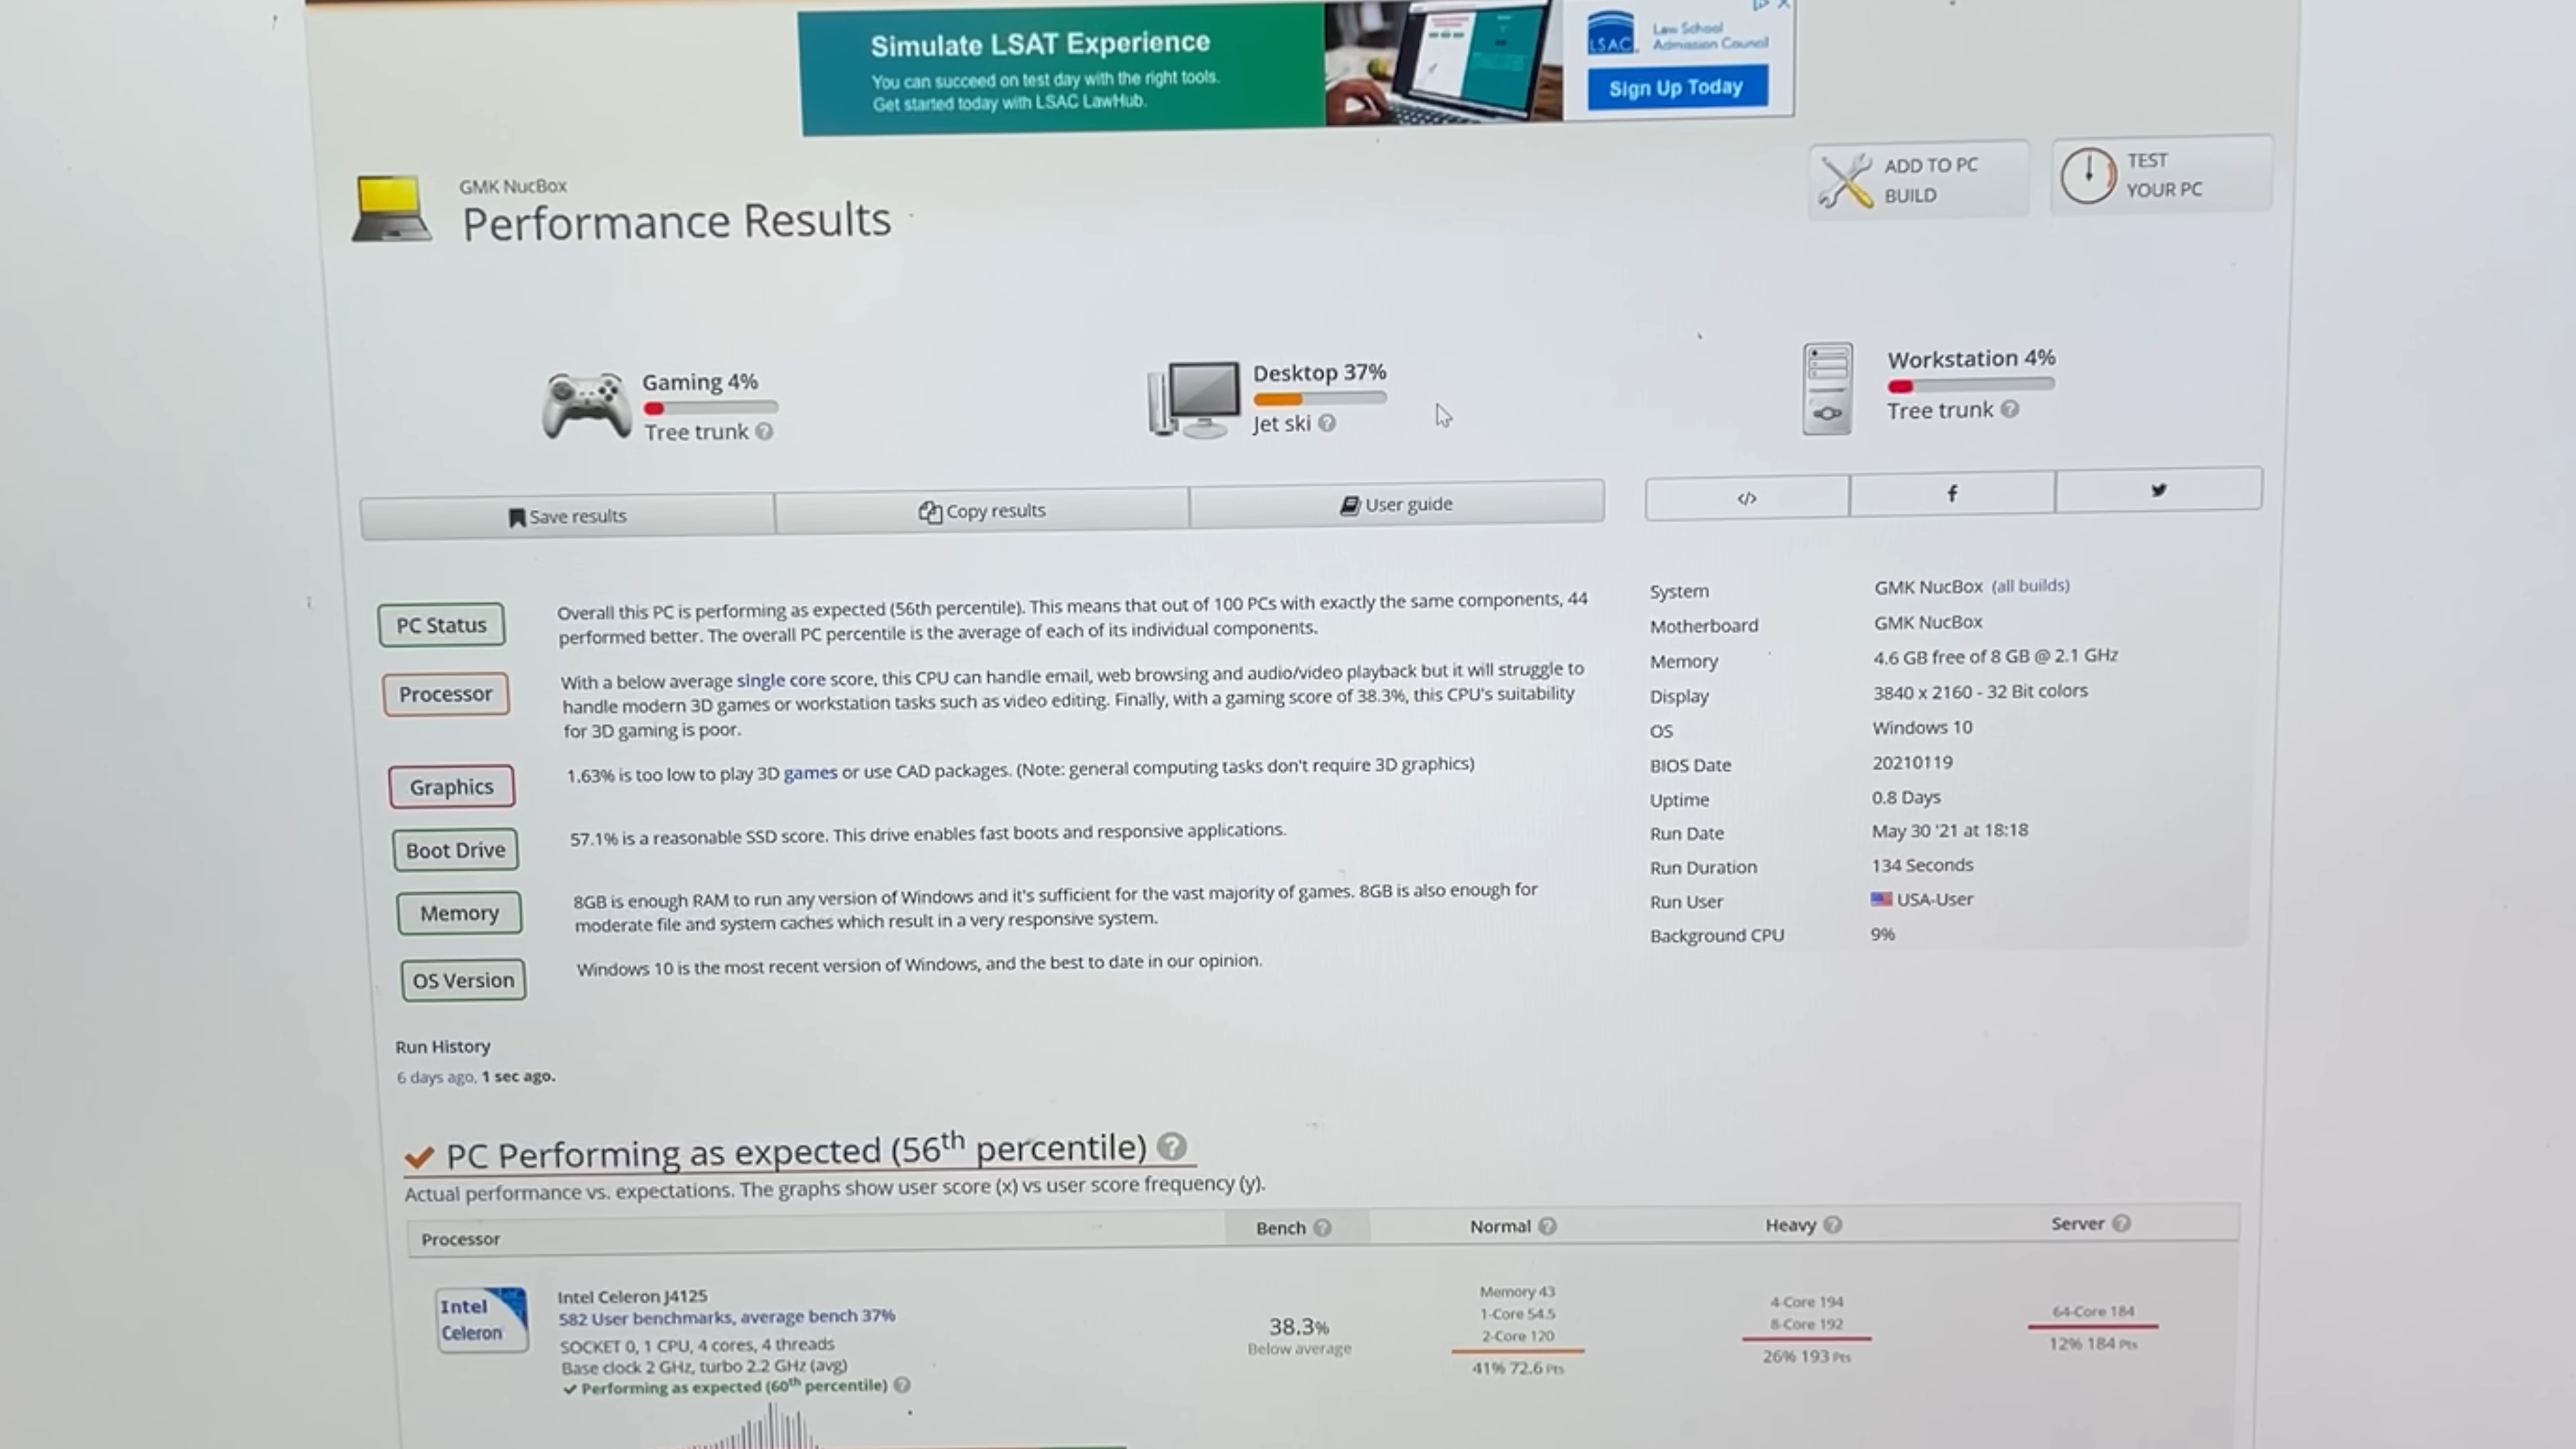 Simulate LSAT Experience
You can succeed on test day with the right tools.
Get started today with LSAC LawHub.
LSAC
Law School
Admission Council
Sign Up Today
GMK NucBox
Performance Results
ADD TO PC
BUILD
TEST
YOUR PC
Gaming 4%
Tree trunk ?
Desktop 37%
Jet ski ?
Workstation 4%
Tree trunk ?
Save results
Copy results
User guide
</>
f
PC Status
Overall this PC is performing as expected (56th percentile). This means that out of 100 PCs with exactly the same components, 44
performed better. The overall PC percentile is the average of each of its individual components.
Processor
With a below average single core score, this CPU can handle email, web browsing and audio/video playback but it will struggle to
handle modern 3D games or workstation tasks such as video editing. Finally, with a gaming score of 38.3%, this CPU's suitability
for 3D gaming is poor.
Graphics
1.63% is too low to play 3D games or use CAD packages. (Note: general computing tasks don't require 3D graphics)
Boot Drive
57.1% is a reasonable SSD score. This drive enables fast boots and responsive applications.
Memory
8GB is enough RAM to run any version of Windows and it's sufficient for the vast majority of games. 8GB is also enough for
moderate file and system caches which result in a very responsive system.
OS Version
Windows 10 is the most recent version of Windows, and the best to date in our opinion.
System GMK NucBox (all builds)
Motherboard GMK NucBox
Memory 4.6 GB free of 8 GB @ 2.1 GHz
Display 3840 x 2160 - 32 Bit colors
OS Windows 10
BIOS Date 20210119
Uptime 0.8 Days
Run Date May 30 '21 at 18:18
Run Duration 134 Seconds
Run User USA-User
Background CPU 9%
Run History
6 days ago, 1 sec ago.
PC Performing as expected (56th percentile) ?
Actual performance vs. expectations. The graphs show user score (x) vs user score frequency (y).
Processor Bench ? Normal ? Heavy ? Server ?
Intel
Celeron
Intel Celeron J4125
582 User benchmarks, average bench 37%
SOCKET 0, 1 CPU, 4 cores, 4 threads
Base clock 2 GHz, turbo 2.2 GHz (avg)
Performing as expected (60th percentile) ?
38.3%
Below average
Memory 43
1-Core 54.5
2-Core 120
41% 72.6 Pts
4-Core 194
8-Core 192
26% 193 Pts
64-Core 184
12% 184 Pts